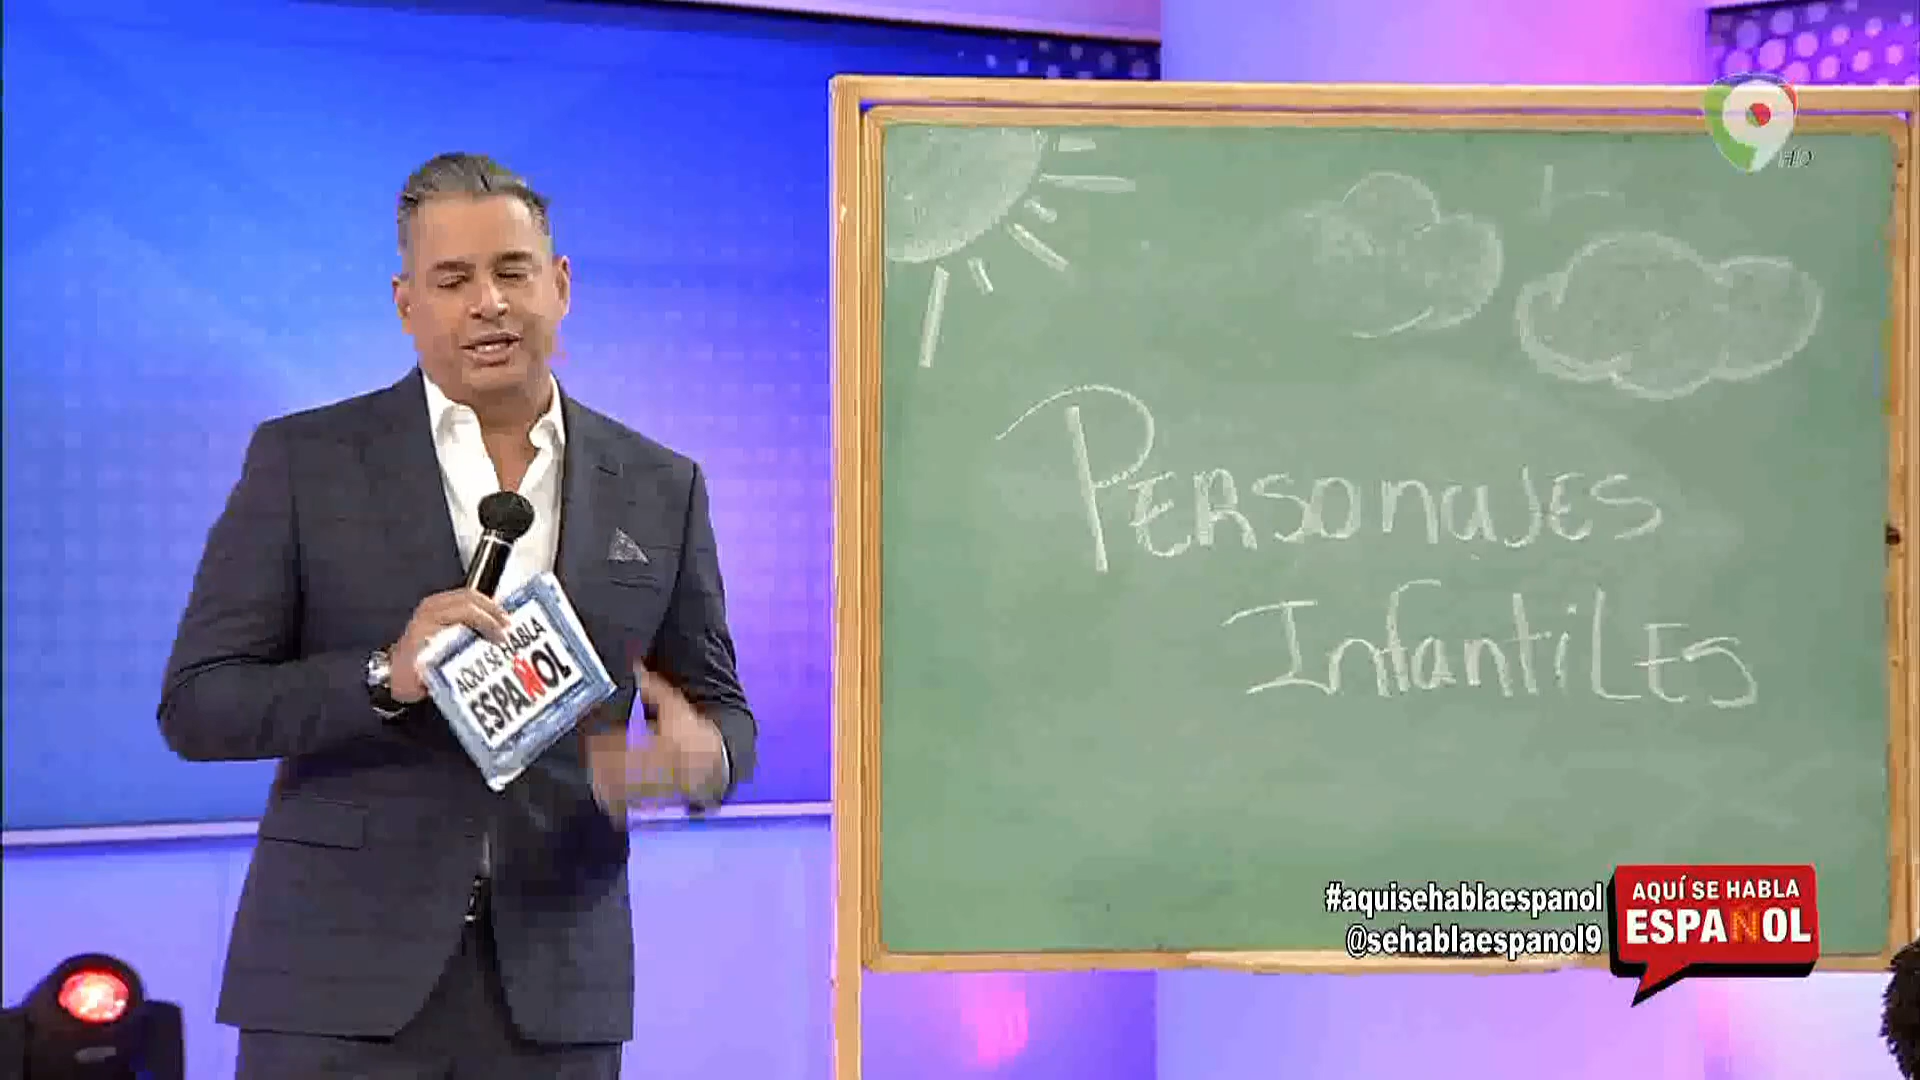 HD
PERSONAJES
InfantiLES
AQUÍ SE HABLA
ESPAÑOL
#aquisehablaespanol
@sehablaespanol9
AQUÍ SE HABLA
ESPAÑOL